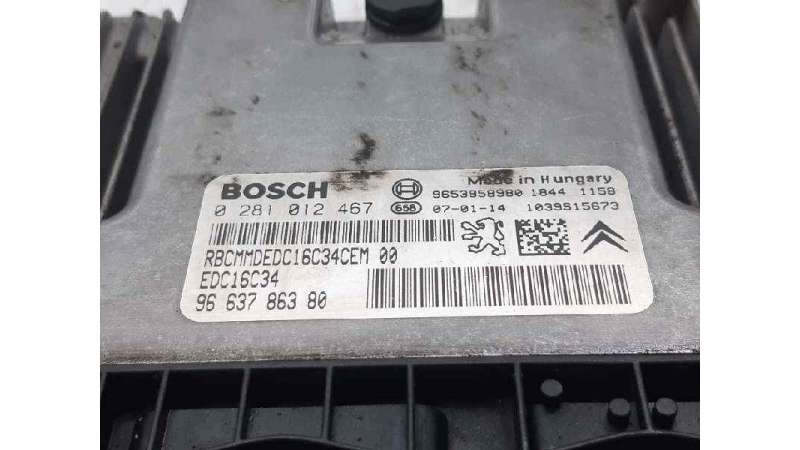 Made in Hungary
BOSCH 9653958980 1844 1158
0 281 012 467 658 07-01-14 1039S15673
RBCMMDEDC16C34CEM 00
EDC16C34
96 637 863 80